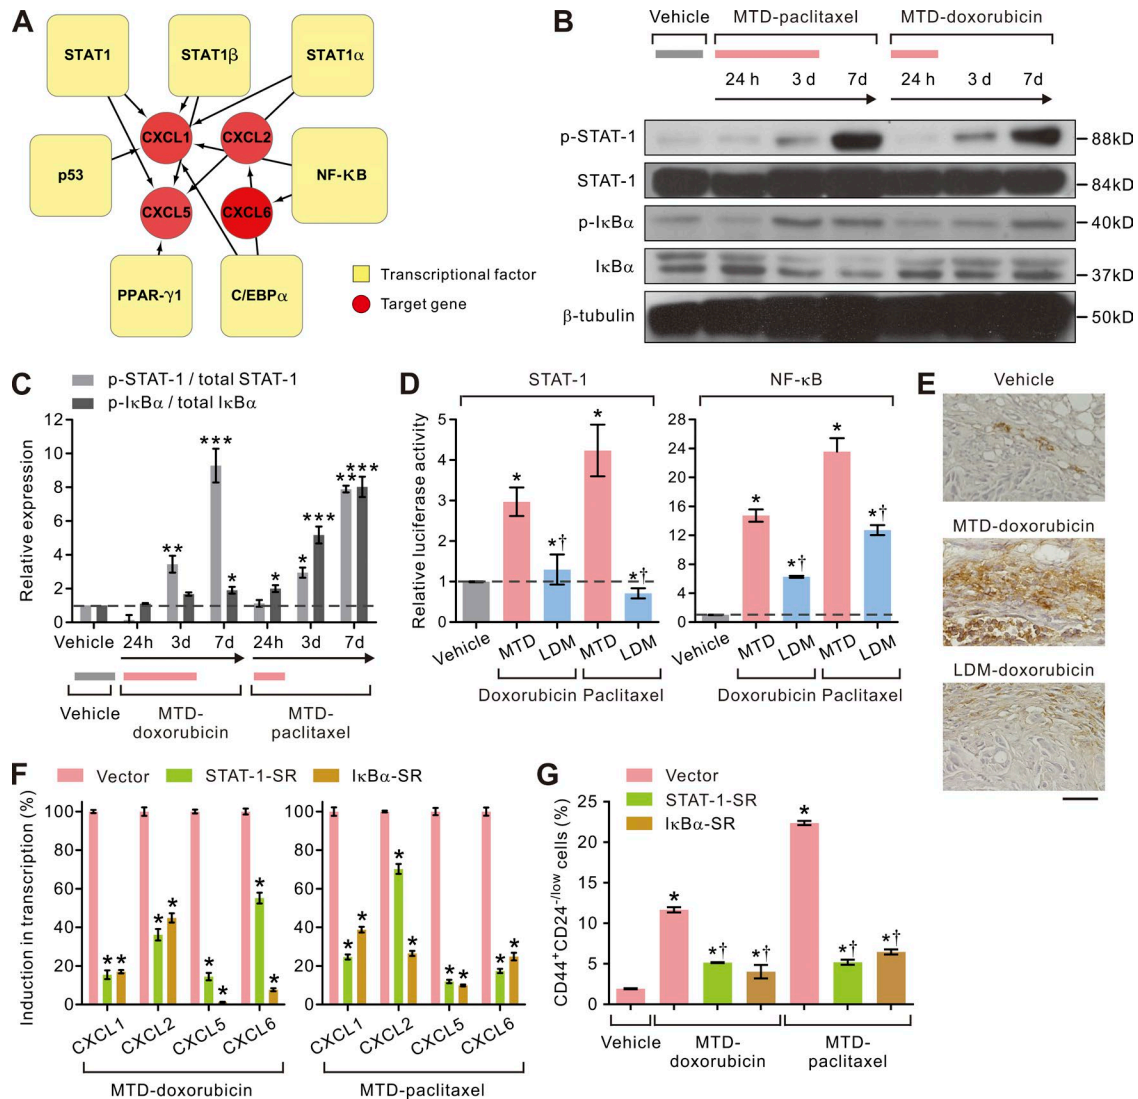 A
STAT1
STAT1β
STAT1α
CXCL1
CXCL2
p53
NF-κB
CXCL5
CXCL6
PPAR-γ1
C/EBPα
Transcriptional factor
Target gene
B
Vehicle
MTD-paclitaxel
MTD-doxorubicin
24 h 3 d 7d 24 h 3 d 7d
p-STAT-1
88kD
STAT-1
84kD
p-IκBα
40kD
IκBα
37kD
β-tubulin
50kD
C
p-STAT-1 / total STAT-1
p-IκBα / total IκBα
Relative expression
12
10
8
6
4
2
0
*** ** * * * *** ** ***
Vehicle 24h 3d 7d 24h 3d 7d
Vehicle
MTD-
doxorubicin
MTD-
paclitaxel
D
STAT-1
Relative luciferase activity
5
4
3
2
1
0
* *† * *†
Vehicle MTD LDM MTD LDM
Doxorubicin Paclitaxel
NF-κB
28
24
20
16
12
8
4
0
* *† * *†
Vehicle MTD LDM MTD LDM
Doxorubicin Paclitaxel
E
Vehicle
MTD-doxorubicin
LDM-doxorubicin
F
Vector
STAT-1-SR
IκBα-SR
Induction in transcription (%)
100
80
60
40
20
0
* * * * * * * *
CXCL1 CXCL2 CXCL5 CXCL6
MTD-doxorubicin
100
80
60
40
20
0
* * * * * * * *
CXCL1 CXCL2 CXCL5 CXCL6
MTD-paclitaxel
G
Vector
STAT-1-SR
IκBα-SR
CD44+CD24-/low cells (%)
25
20
15
10
5
0
* *† *† * *† *†
Vehicle
MTD-
doxorubicin
MTD-
paclitaxel